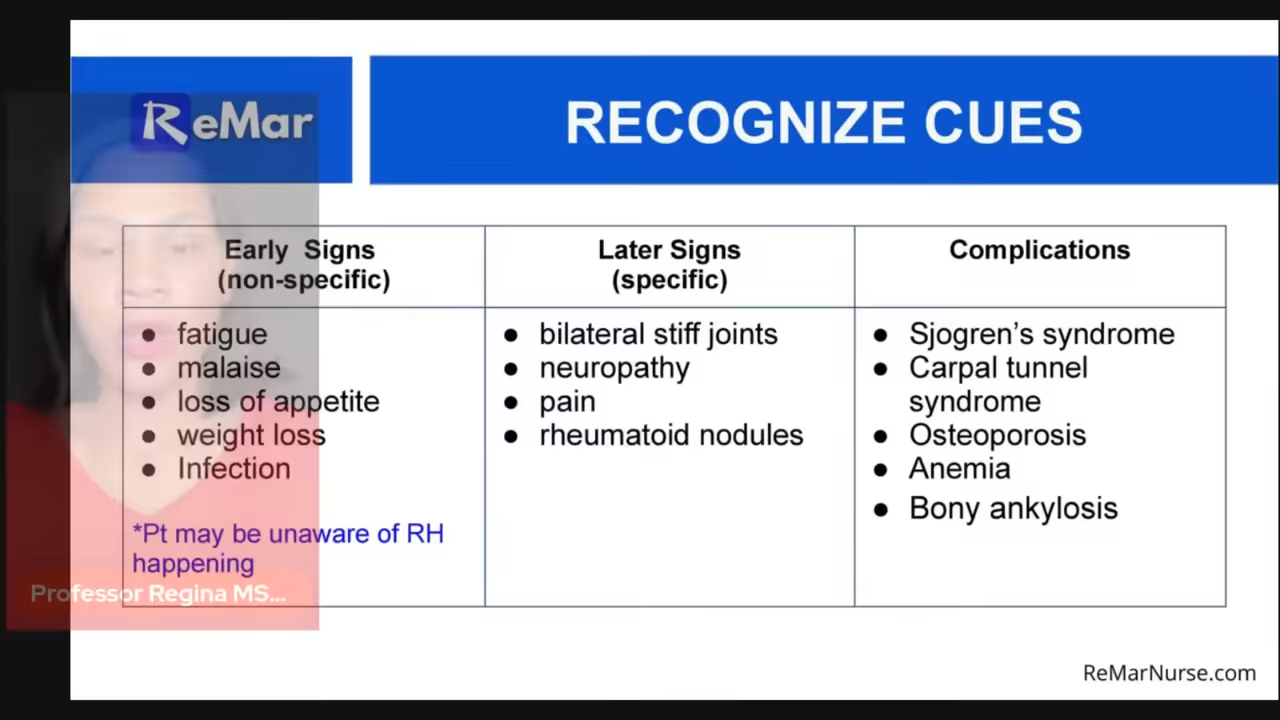 ReMar
RECOGNIZE CUES
Early Signs
(non-specific)
● fatigue
● malaise
● loss of appetite
● weight loss
● Infection
*Pt may be unaware of RH
happening
Later Signs
(specific)
● bilateral stiff joints
● neuropathy
● pain
● rheumatoid nodules
Complications
● Sjogren’s syndrome
● Carpal tunnel
syndrome
● Osteoporosis
● Anemia
● Bony ankylosis
Professor Regina MS...
ReMarNurse.com